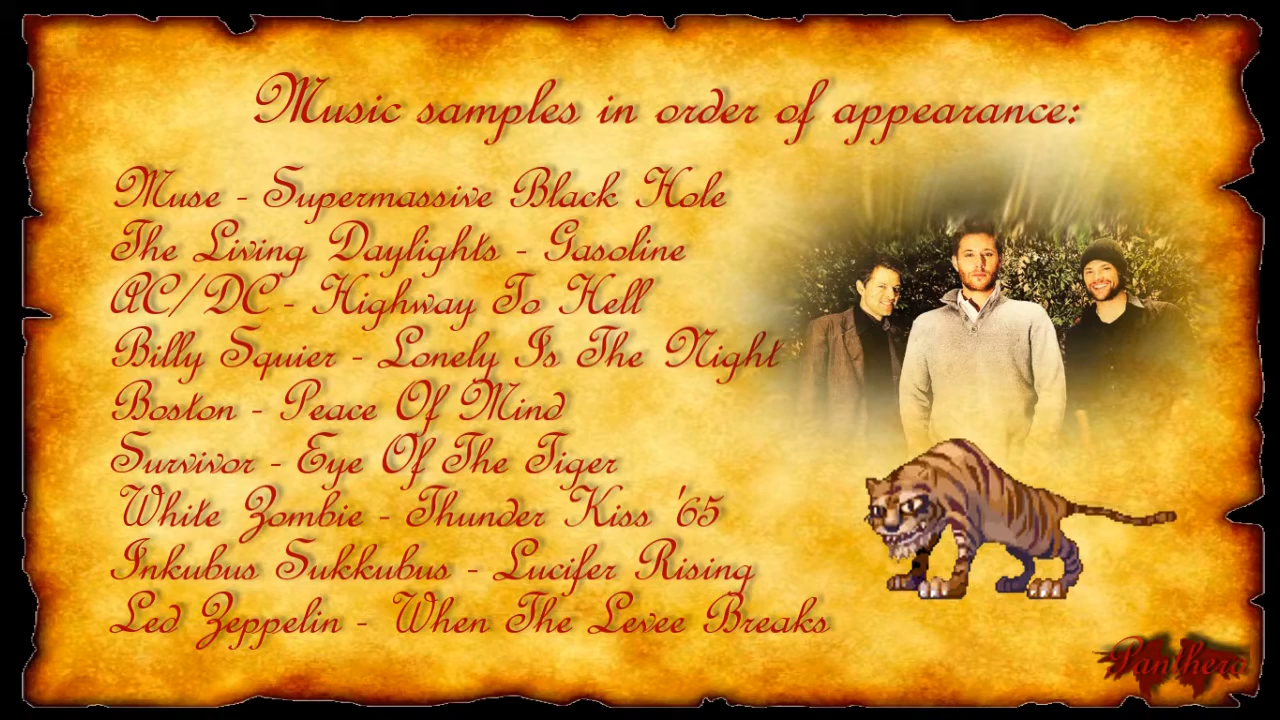 Music samples in order of appearance:
Muse - Supermassive Black Hole
The Living Daylights - Gasoline
AC/DC - Highway To Hell
Billy Squier - Lonely Is The Night
Boston - Peace Of Mind
Survivor - Eye Of The Tiger
White Zombie - Thunder Kiss '65
Inkubus Sukkubus - Lucifer Rising
Led Zeppelin - When The Levee Breaks
Panthera